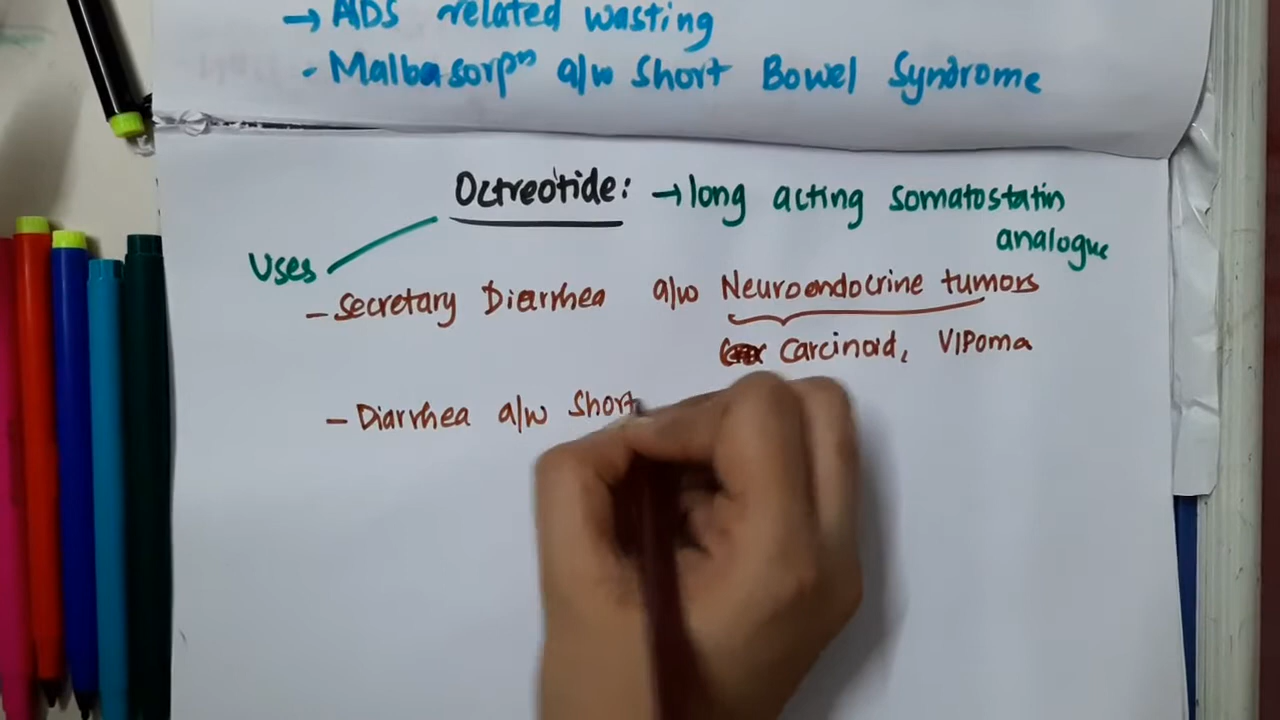 → AIDS related wasting
- Malbasorpⁿ a/w Short Bowel Syndrome
Octreotide: → long acting somatostatin
analogue
Uses
- secretary Diarrhea a/w Neuroendocrine tumors
Carcinoid, VIPoma
- Diarrhea a/w short